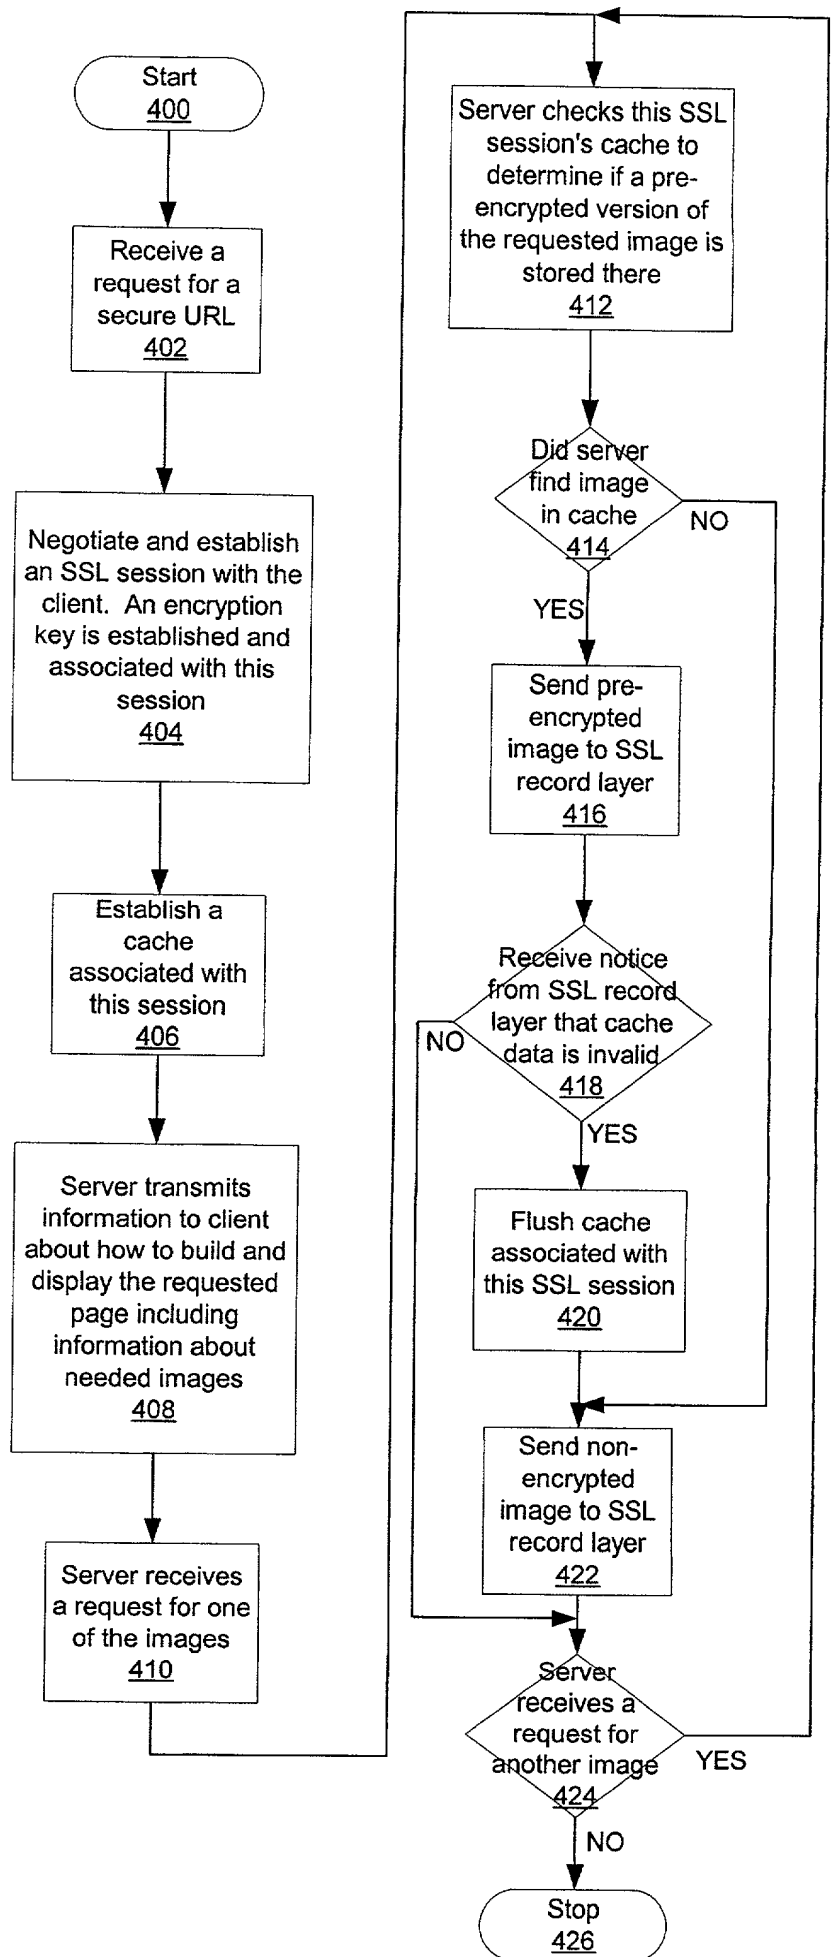 Start
400
Receive a
request for a
secure URL
402
Negotiate and establish
an SSL session with the
client. An encryption
key is established and
associated with this
session
404
Establish a
cache
associated with
this session
406
Server transmits
information to client
about how to build and
display the requested
page including
information about
needed images
408
Server receives
a request for one
of the images
410
Server checks this SSL
session's cache to
determine if a pre-
encrypted version of
the requested image is
stored there
412
Did server
find image
in cache
414
NO
YES
Send pre-
encrypted
image to SSL
record layer
416
Receive notice
from SSL record
layer that cache
data is invalid
418
NO
YES
Flush cache
associated with
this SSL session
420
Send non-
encrypted
image to SSL
record layer
422
Server
receives a
request for
another image
424
YES
NO
Stop
426